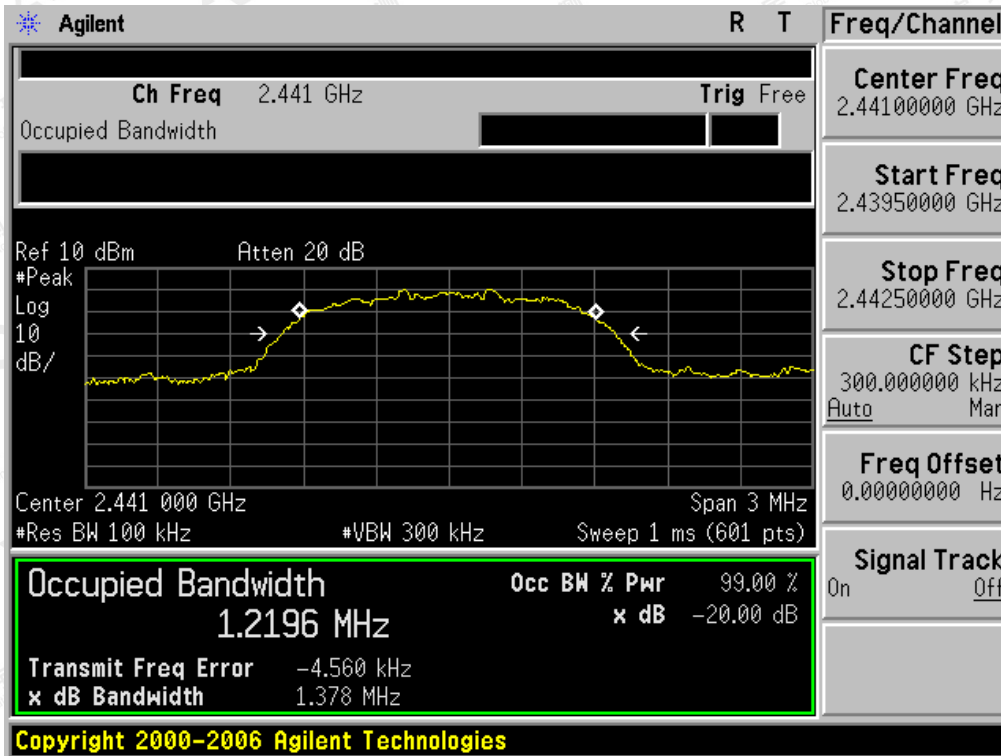 Agilent R T
Ch Freq 2.441 GHz Trig Free
Occupied Bandwidth
Ref 10 dBm Atten 20 dB
#Peak
Log
10
dB/
Center 2.441 000 GHz Span 3 MHz
#Res BW 100 kHz #VBW 300 kHz Sweep 1 ms (601 pts)
Occupied Bandwidth
1.2196 MHz
Occ BW % Pwr 99.00 %
x dB -20.00 dB
Transmit Freq Error -4.560 kHz
x dB Bandwidth 1.378 MHz
Copyright 2000-2006 Agilent Technologies
Freq/Channel
Center Freq
2.44100000 GHz
Start Freq
2.43950000 GHz
Stop Freq
2.44250000 GHz
CF Step
300.000000 kHz
Auto Man
Freq Offset
0.00000000 Hz
Signal Track
On Off